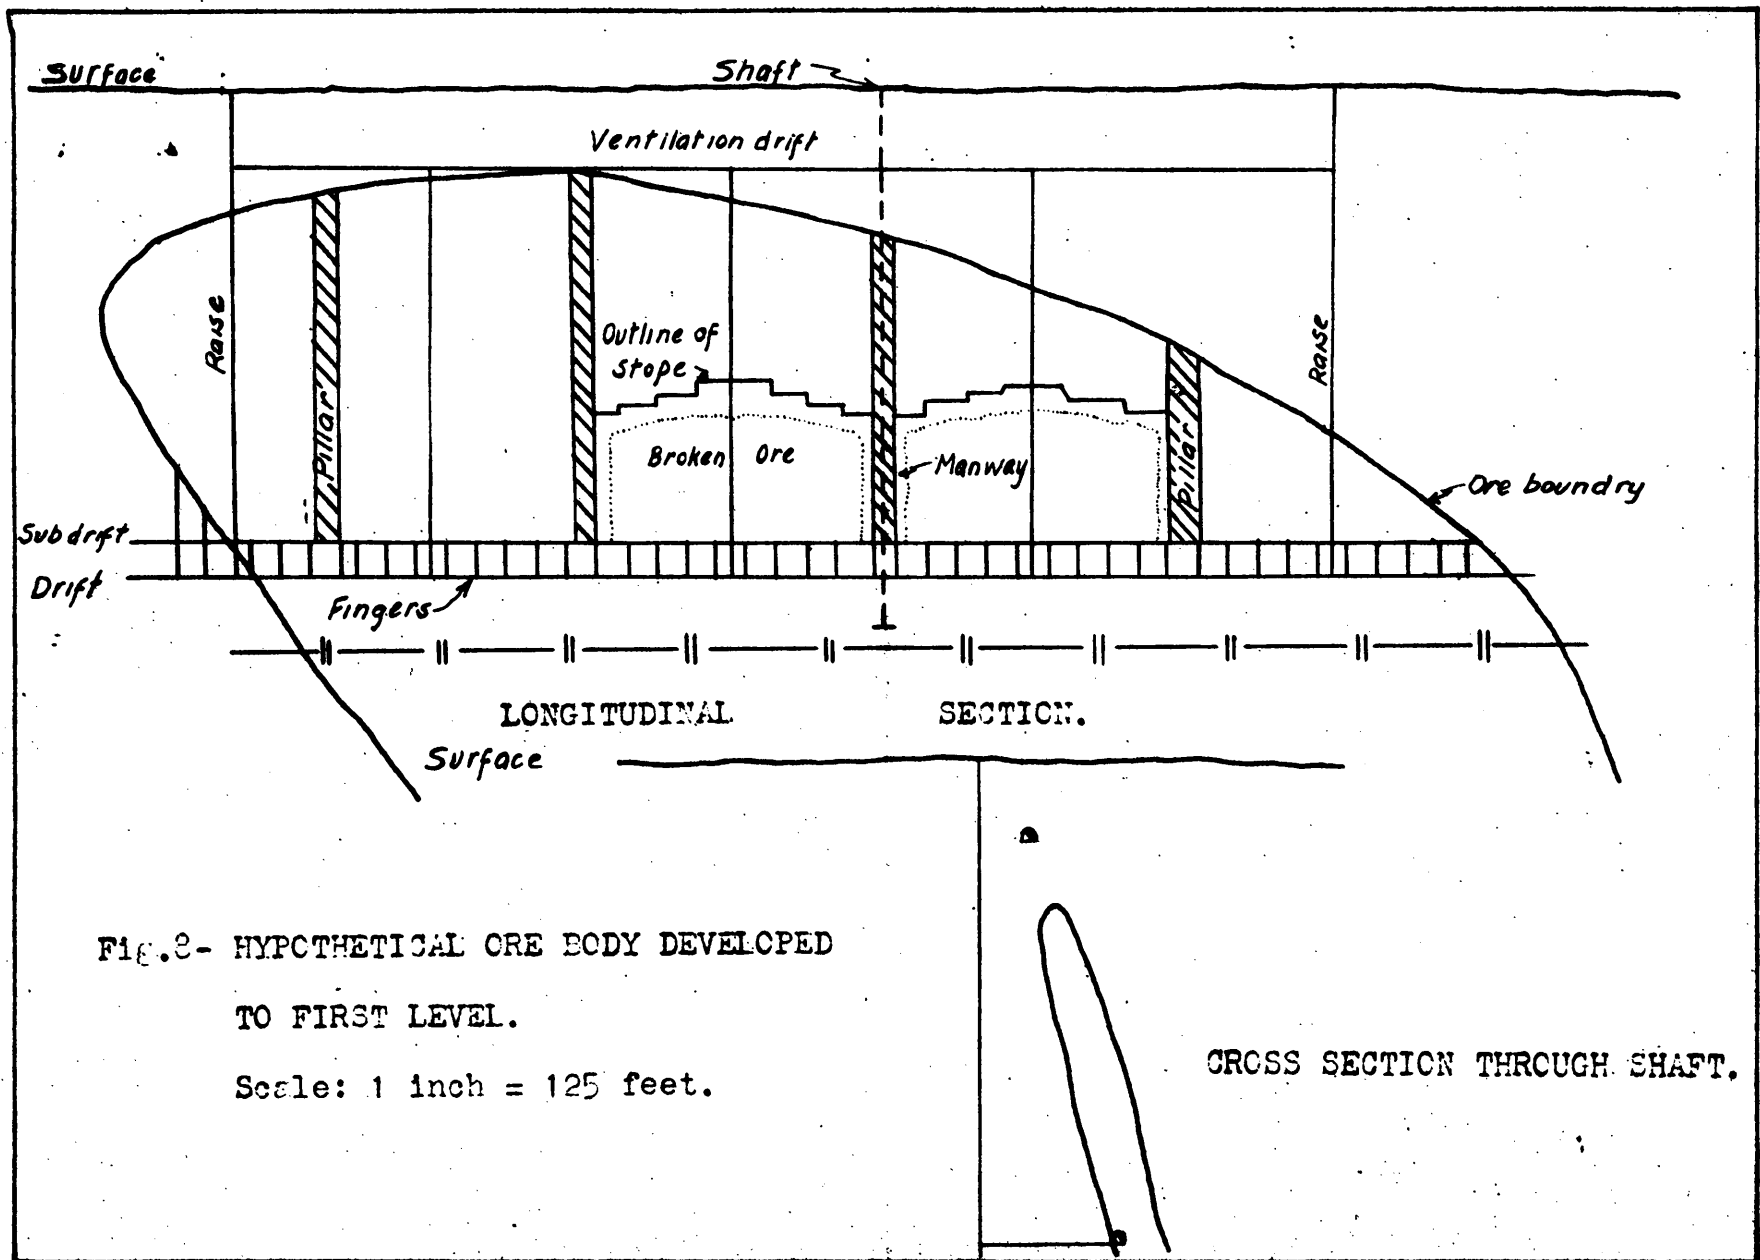 Surface
Shaft
Ventilation drift
Raise
Pillar
Outline of
stope
Broken Ore
Manway
Pillar
Raise
Ore boundry
Sub drift
Drift
Fingers
LONGITUDINAL SECTION.
Surface
Fig.8- HYPOTHETICAL ORE BODY DEVELOPED
TO FIRST LEVEL.
Scale: 1 inch = 125 feet.
CROSS SECTION THROUGH SHAFT.